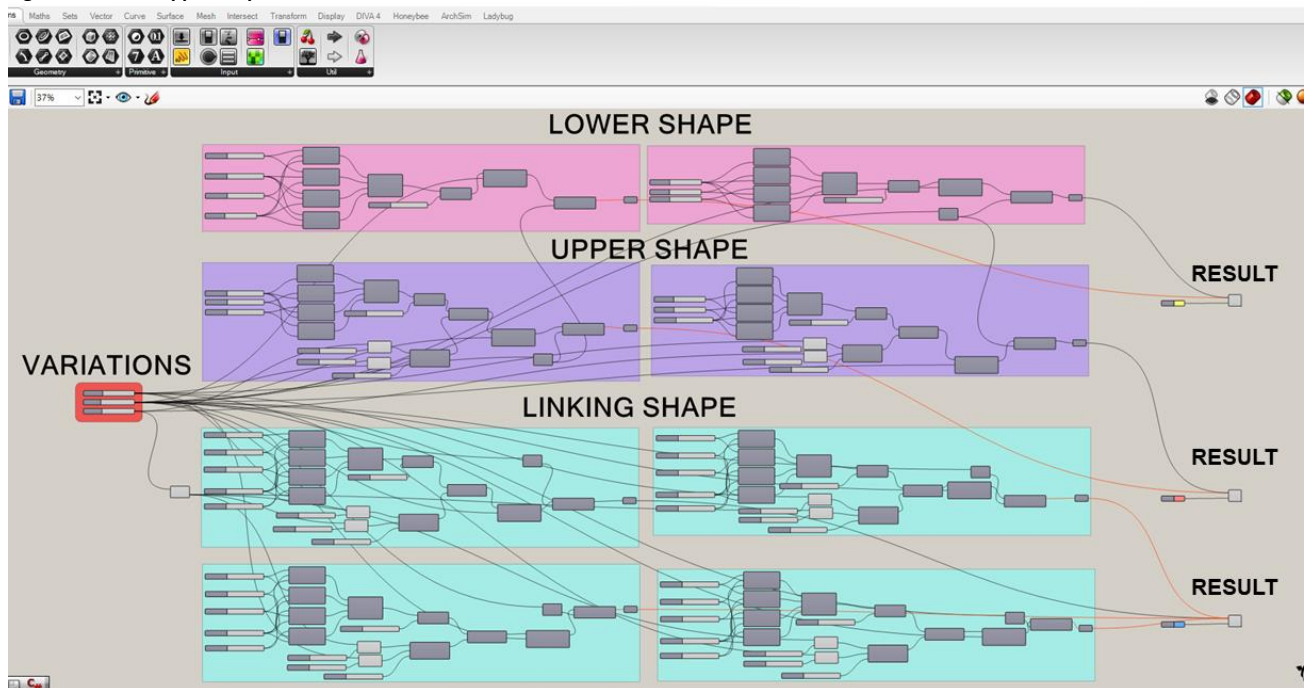 ns Maths Sets Vector Curve Surface Mesh Intersect Transform Display DIVA 4 Honeybee ArchSim Ladybug
Geometry Primitive Input Util
37%
LOWER SHAPE
UPPER SHAPE
RESULT
VARIATIONS
LINKING SHAPE
RESULT
RESULT